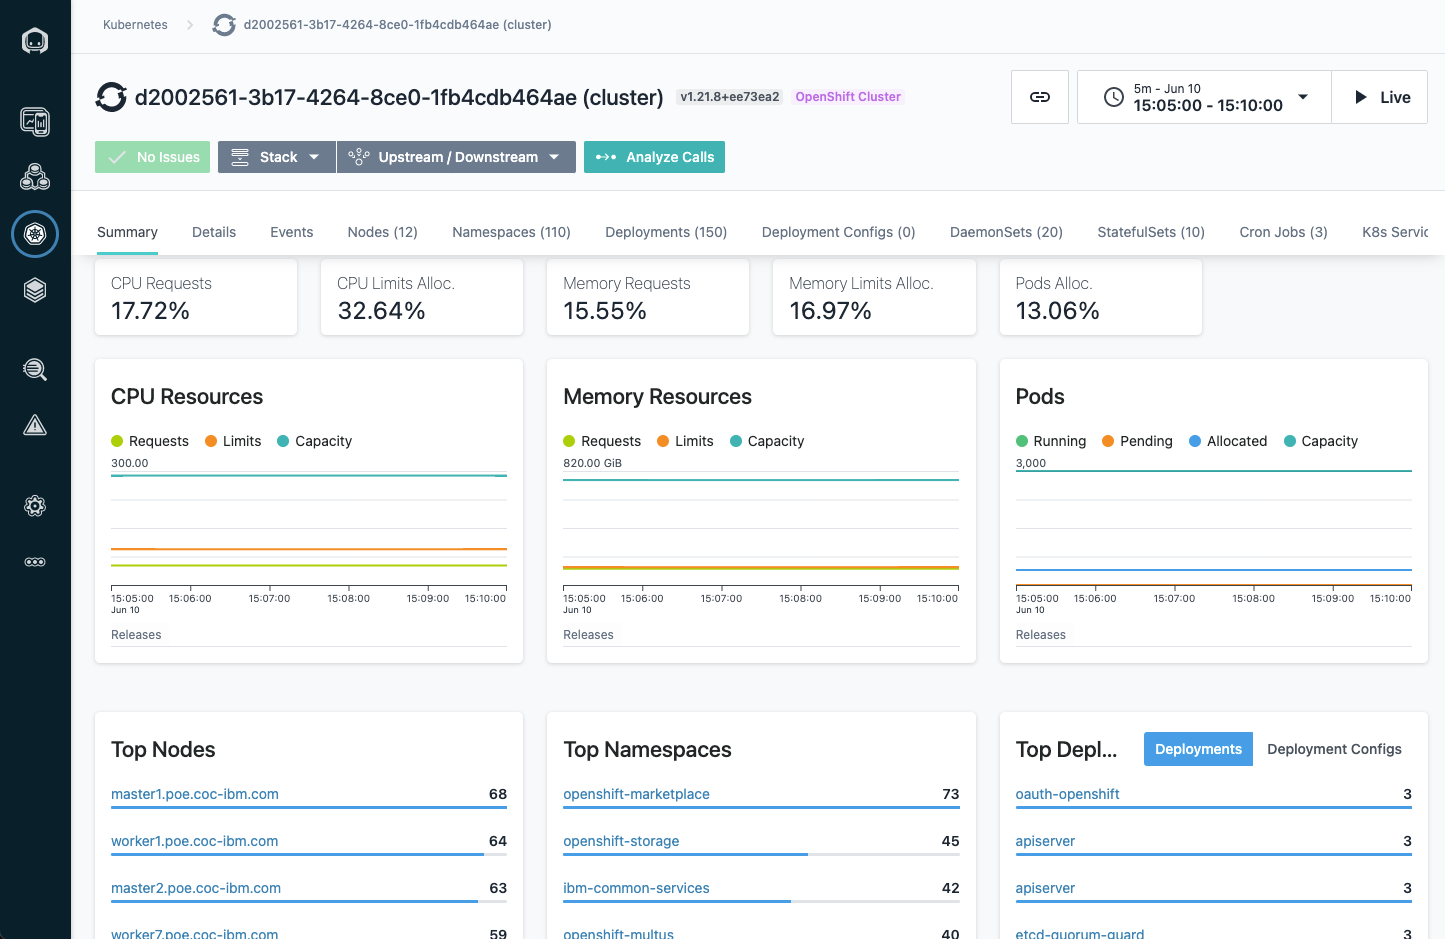 Kubernetes
d2002561-3b17-4264-8ce0-1fb4cdb464ae (cluster)
d2002561-3b17-4264-8ce0-1fb4cdb464ae (cluster)
v1.21.8+ee73ea2
OpenShift Cluster
5m - Jun 10
15:05:00 - 15:10:00
Live
No Issues
Stack
Upstream / Downstream
Analyze Calls
Summary
Details
Events
Nodes (12)
Namespaces (110)
Deployments (150)
Deployment Configs (0)
DaemonSets (20)
StatefulSets (10)
Cron Jobs (3)
K8s Servic
CPU Requests
17.72%
CPU Limits Alloc.
32.64%
Memory Requests
15.55%
Memory Limits Alloc.
16.97%
Pods Alloc.
13.06%
CPU Resources
Requests Limits Capacity
300.00
15:05:00 15:06:00 15:07:00 15:08:00 15:09:00 15:10:00
Jun 10
Releases
Memory Resources
Requests Limits Capacity
820.00 GiB
15:05:00 15:06:00 15:07:00 15:08:00 15:09:00 15:10:00
Jun 10
Releases
Pods
Running Pending Allocated Capacity
3,000
15:05:00 15:06:00 15:07:00 15:08:00 15:09:00 15:10:00
Jun 10
Releases
Top Nodes
master1.poe.coc-ibm.com 68
worker1.poe.coc-ibm.com 64
master2.poe.coc-ibm.com 63
worker7.poe.coc-ibm.com 59
Top Namespaces
openshift-marketplace 73
openshift-storage 45
ibm-common-services 42
openshift-multus 40
Top Depl... Deployments Deployment Configs
oauth-openshift 3
apiserver 3
apiserver 3
etcd-quorum-guard 3